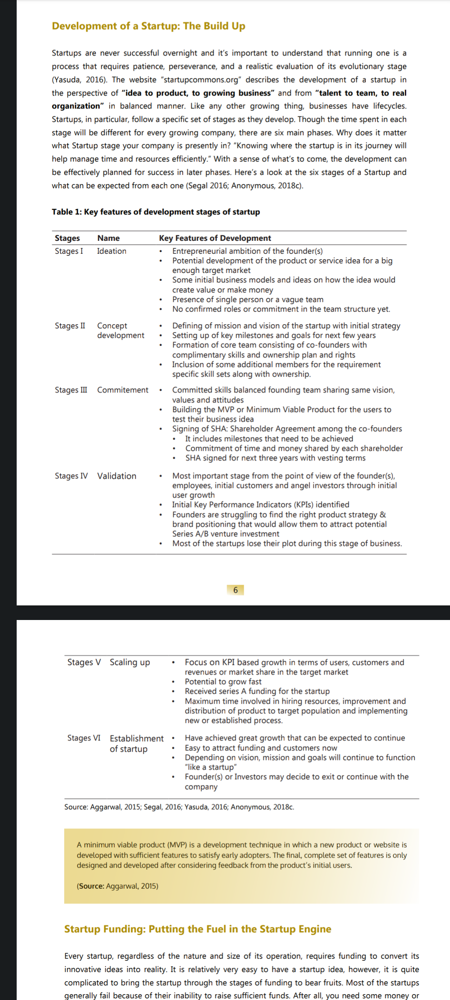 Development of a Startup: The Build Up
Startups are never successful overnight and it's important to understand that running one is a
process that requires patience, perseverance, and a realistic evaluation of its evolutionary stage
(Yasuda, 2016). The website "startupcommons.org" describes the development of a startup in
the perspective of "idea to product, to growing business" and from "talent to team, to real
organization" in balanced manner. Like any other growing thing, businesses have lifecycles.
Startups, in particular, follow a specific set of stages as they develop. Though the time spent in each
stage will be different for every growing company, there are six main phases. Why does it matter
what Startup stage your company is presently in? "Knowing where the startup is in its journey will
help manage time and resources efficiently." With a sense of what's to come, the development can
be effectively planned for success in later phases. Here's a look at the six stages of a Startup and
what can be expected from each one (Segal 2016; Anonymous, 2018c).
Table 1: Key features of development stages of startup
Stages Name Key Features of Development
Stages I Ideation • Entrepreneurial ambition of the founder(s)
• Potential development of the product or service idea for a big
enough target market
• Some initial business models and ideas on how the idea would
create value or make money
• Presence of single person or a vague team
• No confirmed roles or commitment in the team structure yet.
Stages II Concept • Defining of mission and vision of the startup with initial strategy
development • Setting up of key milestones and goals for next few years
• Formation of core team consisting of co-founders with
complimentary skills and ownership plan and rights
• Inclusion of some additional members for the requirement
specific skill sets along with ownership.
Stages III Commitement • Committed skills balanced founding team sharing same vision,
values and attitudes
• Building the MVP or Minimum Viable Product for the users to
test their business idea
• Signing of SHA: Shareholder Agreement among the co-founders
• It includes milestones that need to be achieved
• Commitment of time and money shared by each shareholder
• SHA signed for next three years with vesting terms
Stages IV Validation • Most important stage from the point of view of the founder(s),
employees, initial customers and angel investors through initial
user growth
• Initial Key Performance Indicators (KPIs) identified
• Founders are struggling to find the right product strategy &
brand positioning that would allow them to attract potential
Series A/B venture investment
• Most of the startups lose their plot during this stage of business.
6
Stages V Scaling up • Focus on KPI based growth in terms of users, customers and
revenues or market share in the target market
• Potential to grow fast
• Received series A funding for the startup
• Maximum time involved in hiring resources, improvement and
distribution of product to target population and implementing
new or established process.
Stages VI Establishment • Have achieved great growth that can be expected to continue
of startup • Easy to attract funding and customers now
• Depending on vision, mission and goals will continue to function
"like a startup"
• Founder(s) or Investors may decide to exit or continue with the
company
Source: Aggarwal, 2015; Segal, 2016; Yasuda, 2016; Anonymous, 2018c.
A minimum viable product (MVP) is a development technique in which a new product or website is
developed with sufficient features to satisfy early adopters. The final, complete set of features is only
designed and developed after considering feedback from the product's initial users.
(Source: Aggarwal, 2015)
Startup Funding: Putting the Fuel in the Startup Engine
Every startup, regardless of the nature and size of its operation, requires funding to convert its
innovative ideas into reality. It is relatively very easy to have a startup idea, however, it is quite
complicated to bring the startup through the stages of funding to bear fruits. Most of the startups
generally fail because of their inability to raise sufficient funds. After all, you need some money or